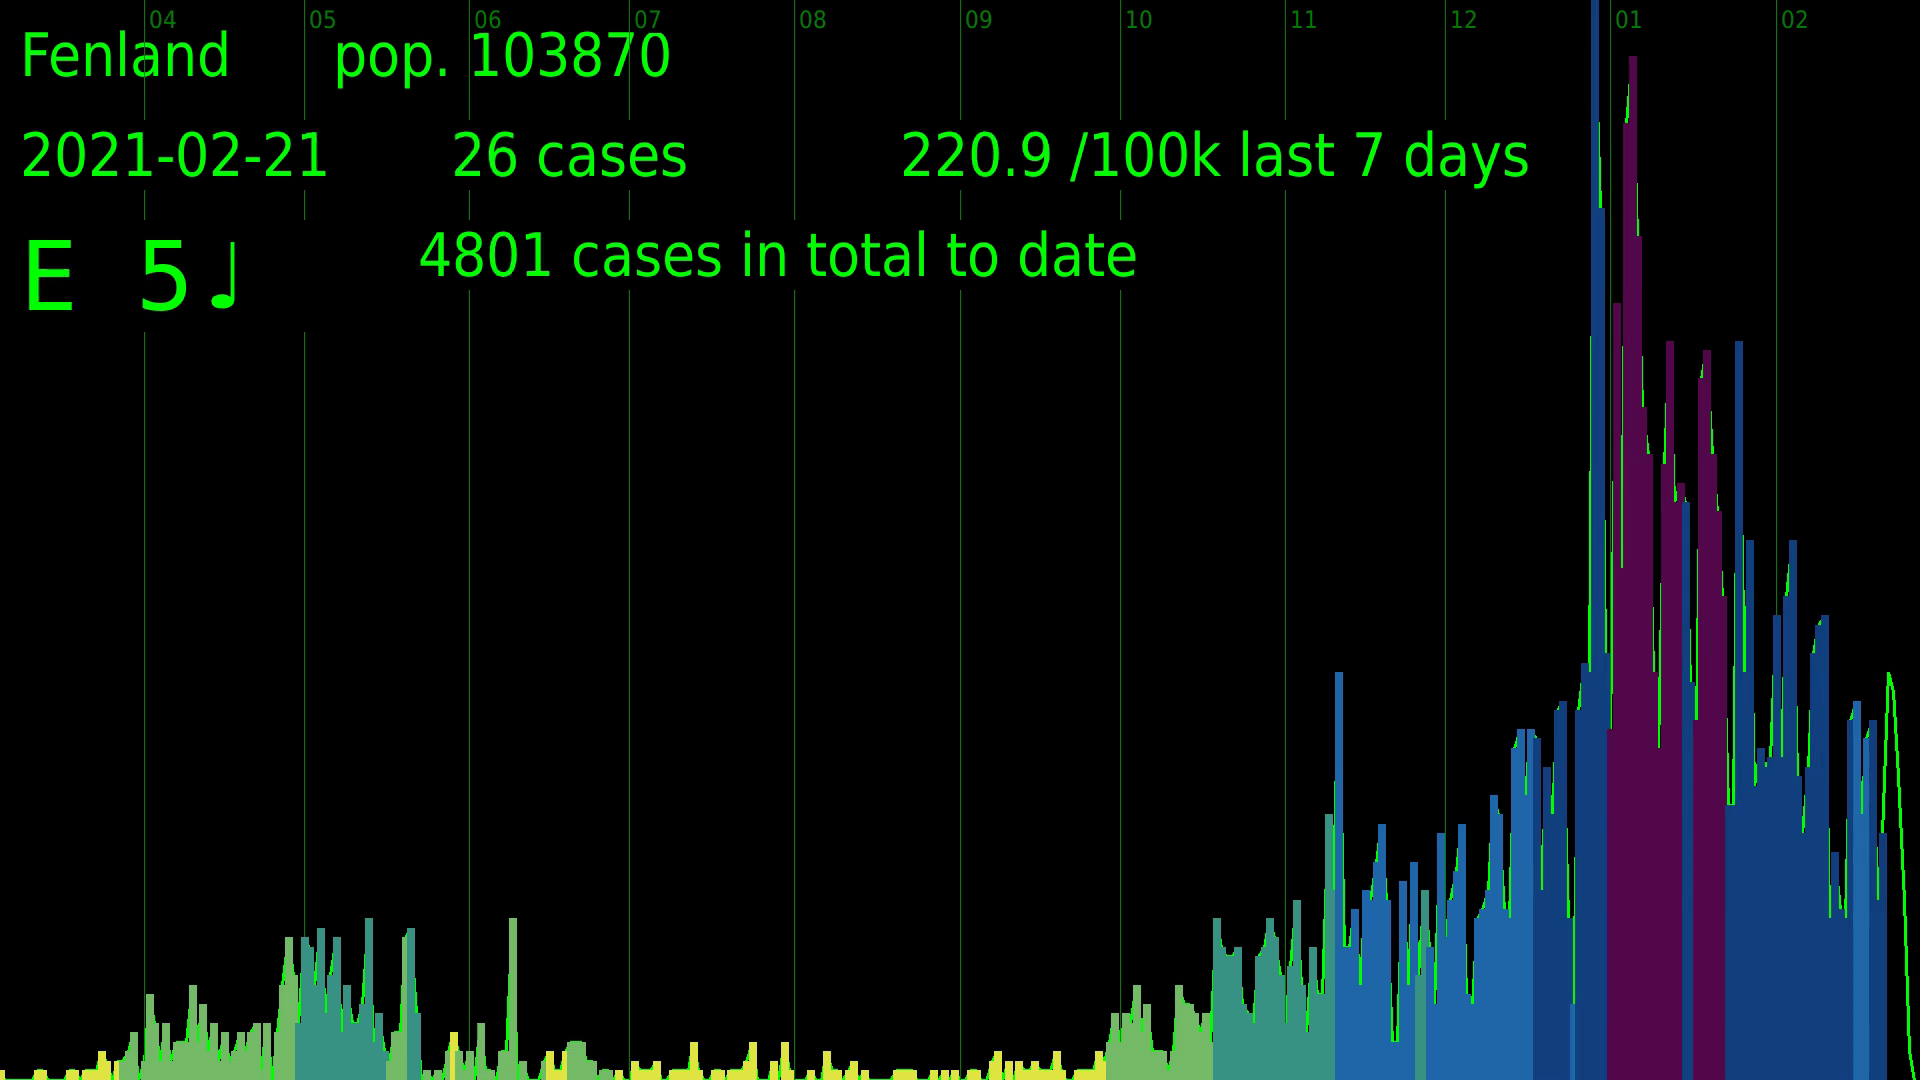 04 05 06 07 08 09 10 11 12 01 02
Fenland pop. 103870
2021-02-21 26 cases 220.9 /100k last 7 days
E 5♩ 4801 cases in total to date